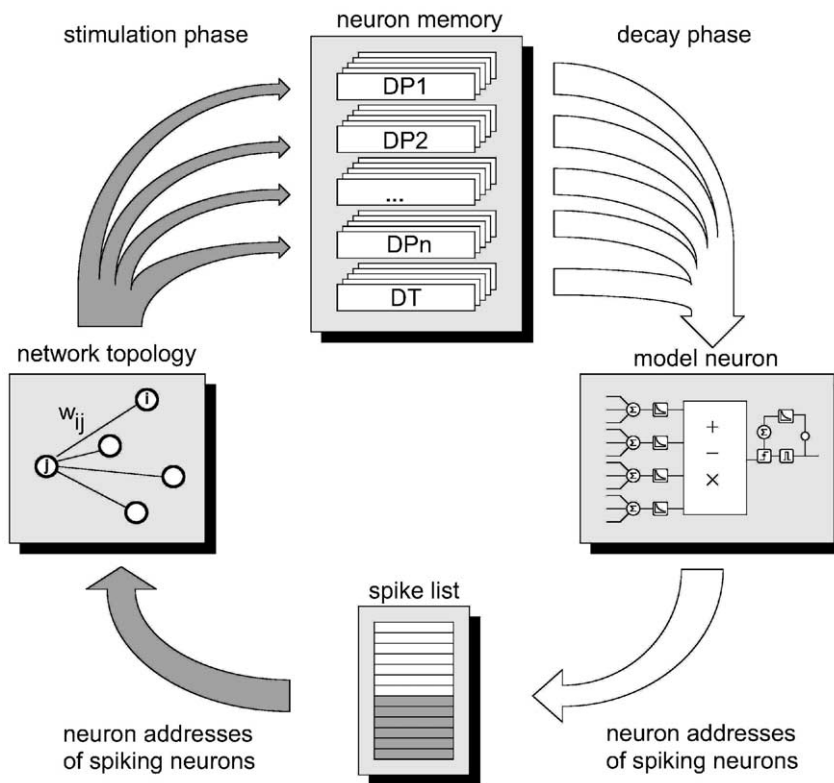 stimulation phase
neuron memory
decay phase
DP1
DP2
...
DPn
DT
network topology
model neuron
w_ij
i
j
Σ
Σ
Σ
Σ
+
−
×
Σ
spike list
neuron addresses
of spiking neurons
neuron addresses
of spiking neurons